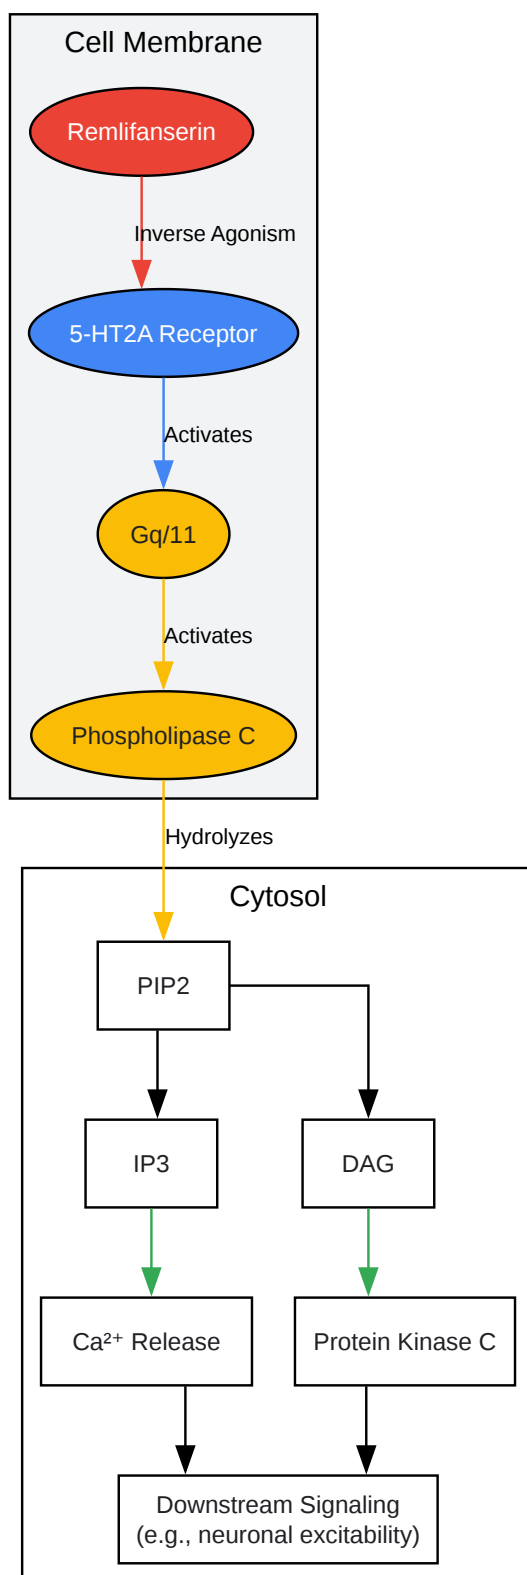 Cell Membrane
Remlifanserin
Inverse Agonism
5-HT2A Receptor
Activates
Gq/11
Activates
Phospholipase C
Hydrolyzes
Cytosol
PIP2
IP3
DAG
Ca²⁺ Release
Protein Kinase C
Downstream Signaling
(e.g., neuronal excitability)